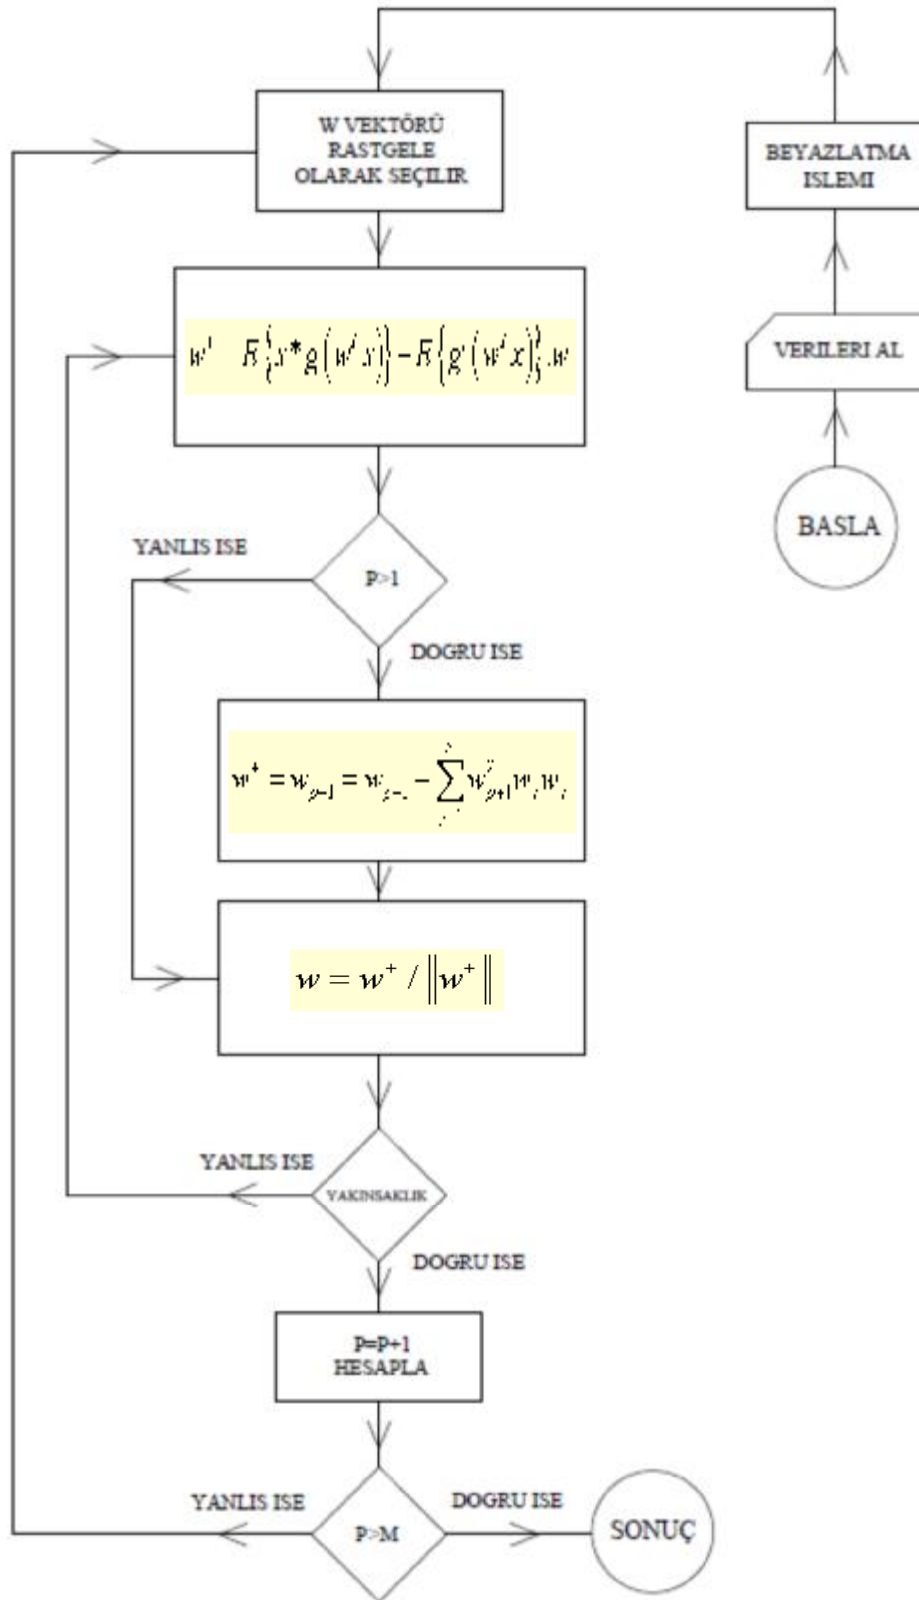 BASLA
VERILERI AL
BEYAZLATMA
ISLEMI
W VEKTÖRÜ
RASTGELE
OLARAK SEÇILIR
P>1
YANLIS ISE
DOGRU ISE
w = w⁺ / ‖w⁺‖
YAKINSAKLIK
YANLIS ISE
DOGRU ISE
P=P+1
HESAPLA
P>M
YANLIS ISE
DOGRU ISE
SONUÇ